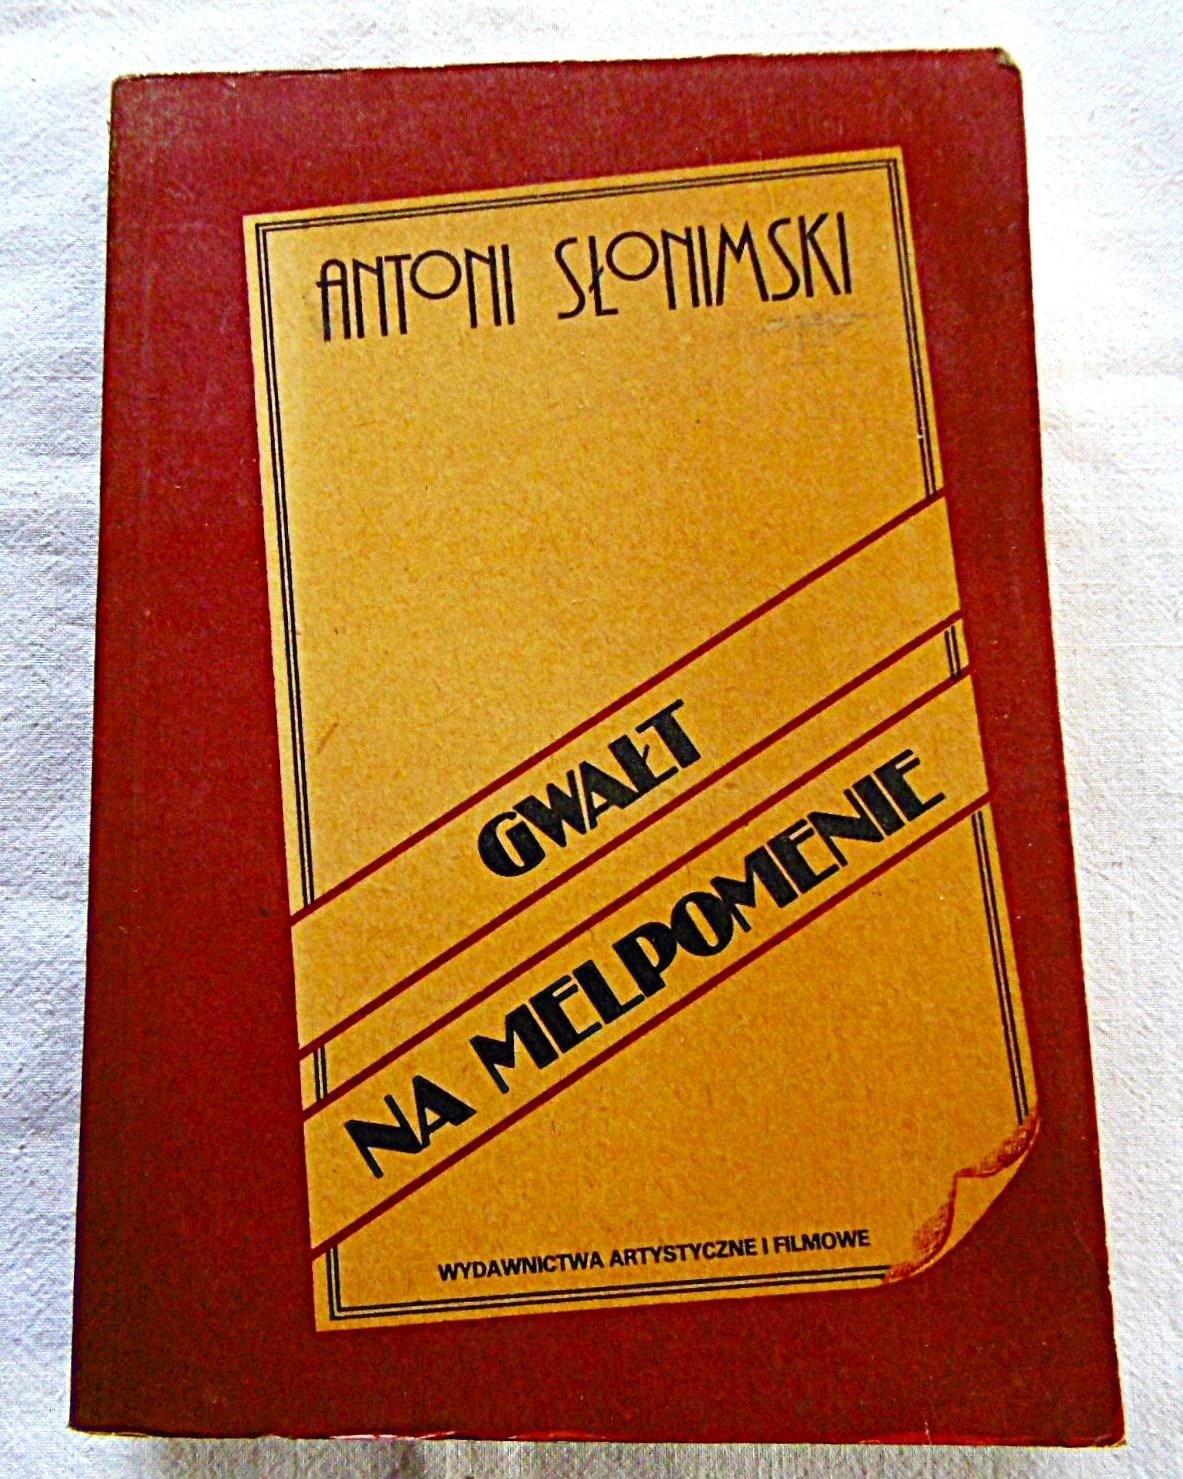 ANTONI SŁONIMSKI
GWAŁT
NA MELPOMENIE
WYDAWNICTWA ARTYSTYCZNE I FILMOWE